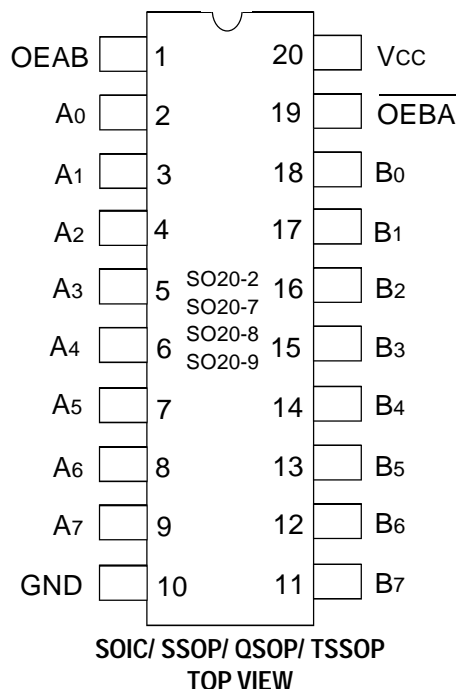 OEAB 1 20 VCC
A0 2 19 OEBA
A1 3 18 B0
A2 4 17 B1
A3 5 SO20-2 16 B2
SO20-7
A4 6 SO20-8 15 B3
SO20-9
A5 7 14 B4
A6 8 13 B5
A7 9 12 B6
GND 10 11 B7
SOIC/ SSOP/ QSOP/ TSSOP
TOP VIEW